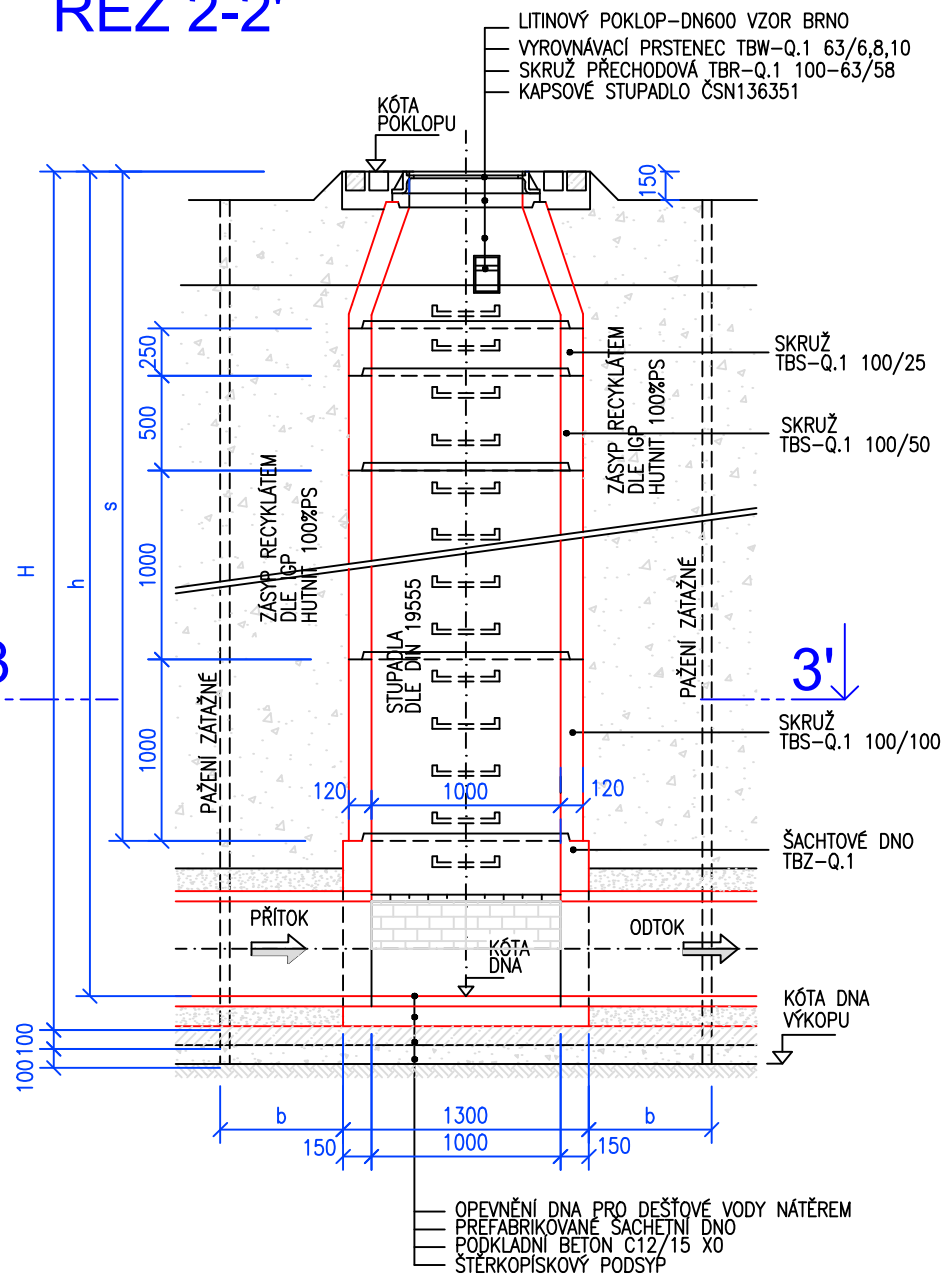 ŘEZ 2-2'
LITINOVÝ POKLOP-DN600 VZOR BRNO
VYROVNÁVACÍ PRSTENEC TBW-Q.1 63/6,8,10
SKRUŽ PŘECHODOVÁ TBR-Q.1 100-63/58
KAPSOVÉ STUPADLO ČSN136351
KÓTA
POKLOPU
150
250
500
1000
1000
H
h
s
SKRUŽ
TBS-Q.1 100/25
SKRUŽ
TBS-Q.1 100/50
ZÁSYP RECYKLÁTEM
DLE IGP
HUTNIT 100%PS
ZÁSYP RECYKLÁTEM
DLE IGP
HUTNIT 100%PS
STUPADLA
DLE DIN 19555
PAŽENÍ ZÁTAŽNÉ
PAŽENÍ ZÁTAŽNÉ
3
3'
SKRUŽ
TBS-Q.1 100/100
120
1000
120
ŠACHTOVÉ DNO
TBZ-Q.1
PŘÍTOK
ODTOK
KÓTA
DNA
KÓTA DNA
VÝKOPU
100
100
b
1300
b
150
1000
150
OPEVNĚNÍ DNA PRO DEŠŤOVÉ VODY NÁTĚREM
PREFABRIKOVANÉ ŠACHETNÍ DNO
PODKLADNÍ BETON C12/15 X0
ŠTĚRKOPÍSKOVÝ PODSYP